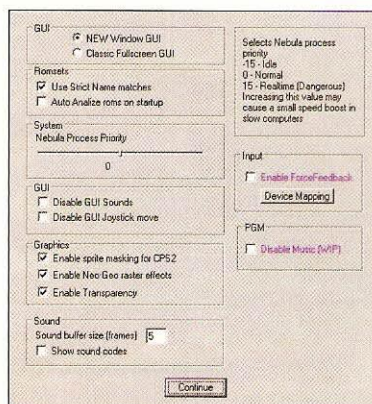 GUI
NEW Window GUI
Classic Fullscreen GUI
Romsets
Use Strict Name matches
Auto Analize roms on startup
System
Nebula Process Priority
0
GUI
Disable GUI Sounds
Disable GUI Joystick move
Graphics
Enable sprite masking for CPS2
Enable Neo Geo raster effects
Enable Transparency
Sound
Sound buffer size (frames) 5
Show sound codes
Selects Nebula process
priority
-15 - Idle
0 - Normal
15 - Realtime (Dangerous)
Increasing this value may
cause a small speed boost in
slow computers
Input
Enable ForceFeedback
Device Mapping
PGM
Disable Music (WIP)
Continue